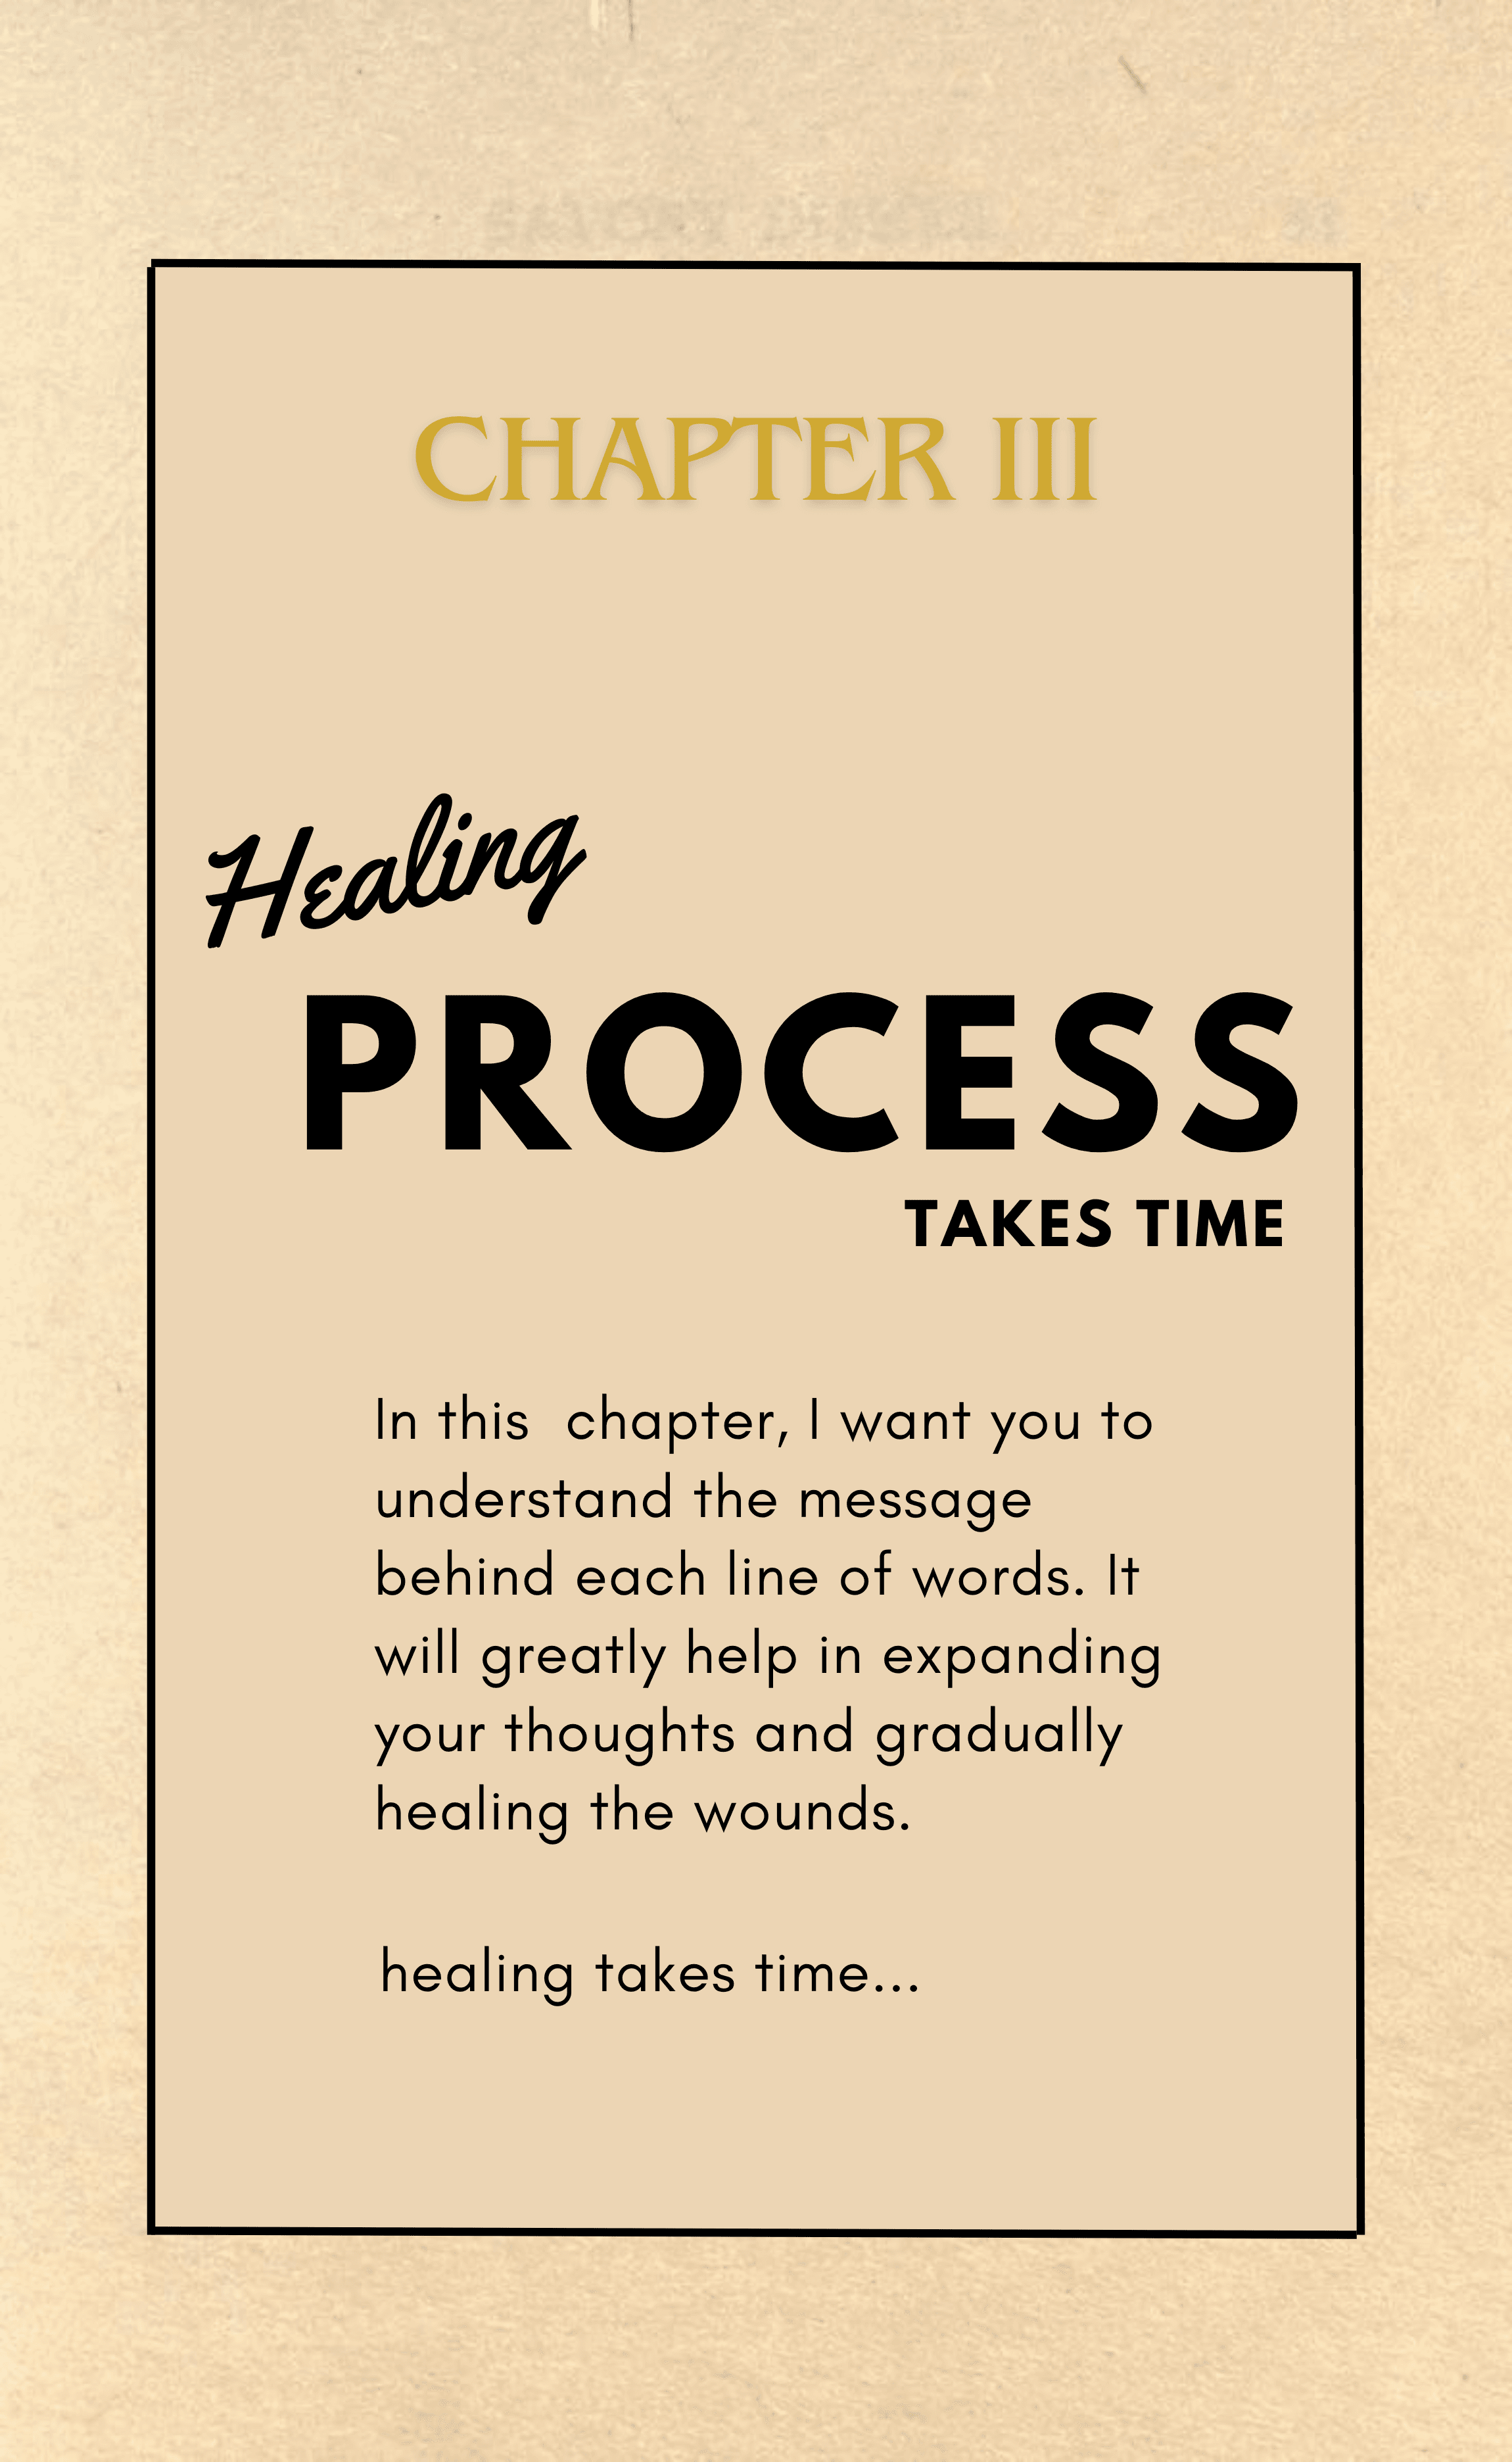 CHAPTER III
Healing
PROCESS
TAKES TIME
In this  chapter, I want you to
understand the message
behind each line of words. It
will greatly help in expanding
your thoughts and gradually
healing the wounds.
healing takes time...